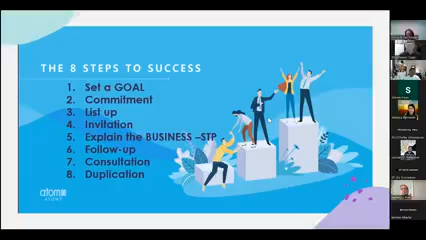 THE 8 STEPS TO SUCCESS
1. Set a GOAL
2. Commitment
3. List up
4. Invitation
5. Explain the BUSINESS –STP
6. Follow-up
7. Consultation
8. Duplication
atom
S